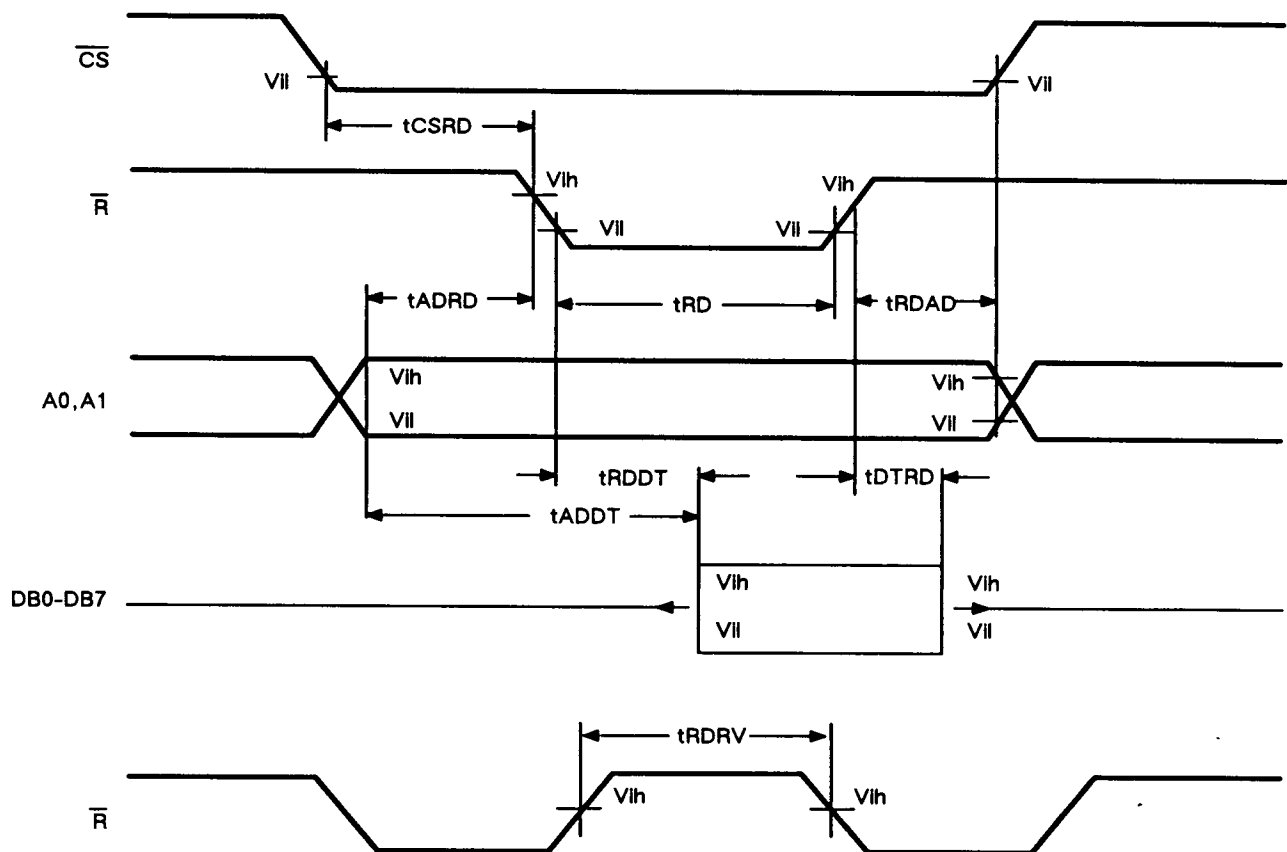 CS
Vil
Vil
tCSRD
R
Vih
Vih
Vil
Vil
tADRD
tRD
tRDAD
A0,A1
Vih
Vih
Vil
Vil
tRDDT
tDTRD
tADDT
DB0-DB7
Vih
Vih
Vil
Vil
tRDRV
R
Vih
Vih